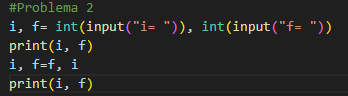 #Problema 2
i, f= int(input("i= ")), int(input("f= "))
print(i, f)
i, f=f, i
print(i, f)